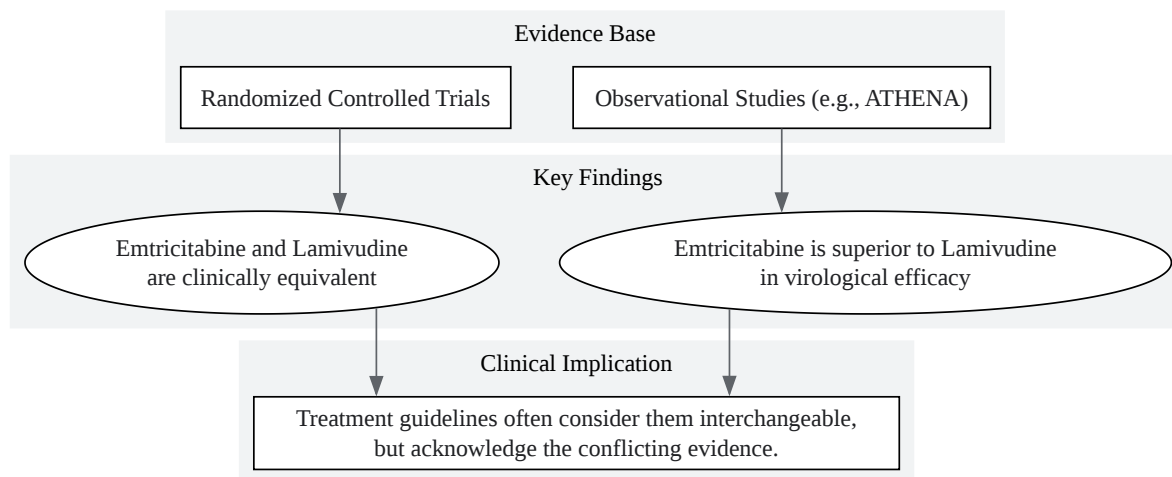 Evidence Base
Randomized Controlled Trials
Observational Studies (e.g., ATHENA)
Key Findings
Emtricitabine and Lamivudine
are clinically equivalent
Emtricitabine is superior to Lamivudine
in virological efficacy
Clinical Implication
Treatment guidelines often consider them interchangeable,
but acknowledge the conflicting evidence.